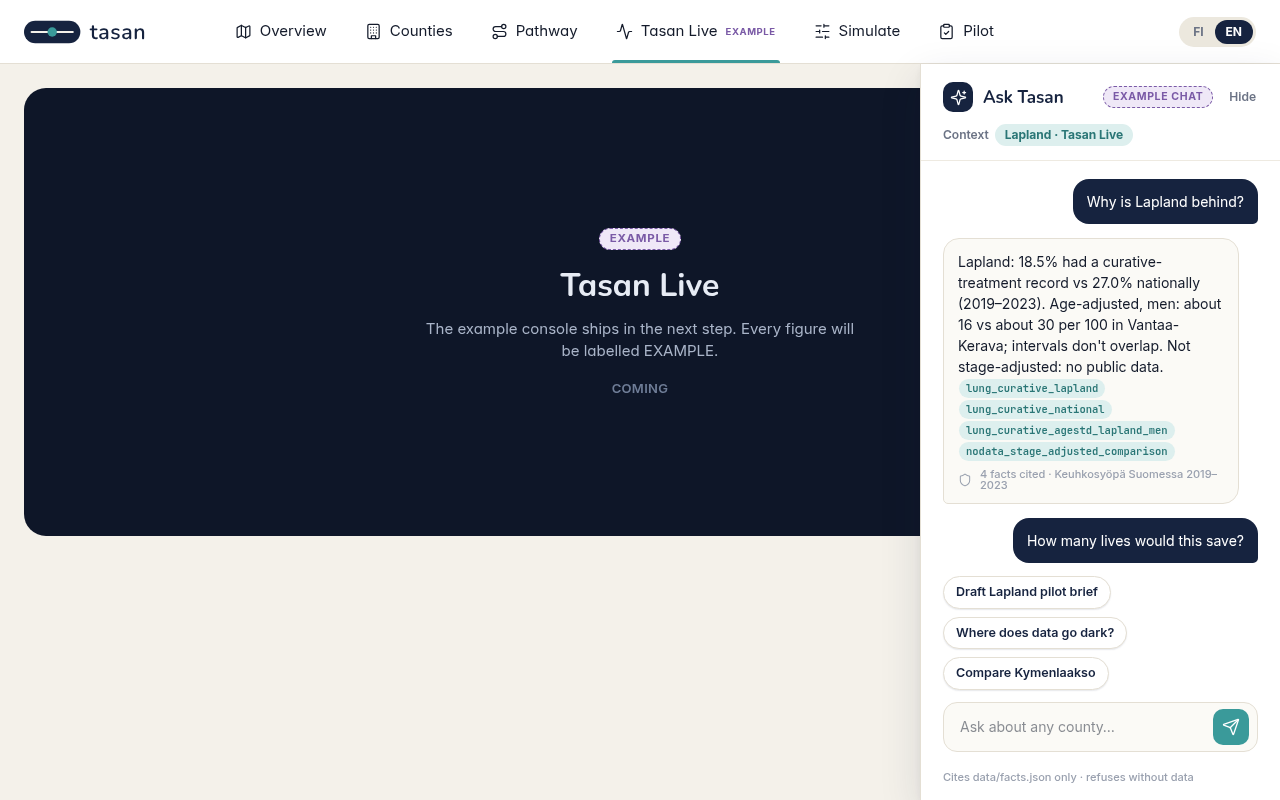 tasan
Overview
Counties
Pathway
Tasan Live EXAMPLE
Simulate
Pilot
FI EN
EXAMPLE
Tasan Live
The example console ships in the next step. Every figure will
be labelled EXAMPLE.
COMING
Ask Tasan
EXAMPLE CHAT
Hide
Context Lapland · Tasan Live
Why is Lapland behind?
Lapland: 18.5% had a curative-
treatment record vs 27.0% nationally
(2019–2023). Age-adjusted, men: about
16 vs about 30 per 100 in Vantaa-
Kerava; intervals don't overlap. Not
stage-adjusted: no public data.
lung_curative_lapland
lung_curative_national
lung_curative_agestd_lapland_men
nodata_stage_adjusted_comparison
4 facts cited · Keuhkosyöpä Suomessa 2019–
2023
How many lives would this save?
Draft Lapland pilot brief
Where does data go dark?
Compare Kymenlaakso
Ask about any county...
Cites data/facts.json only · refuses without data